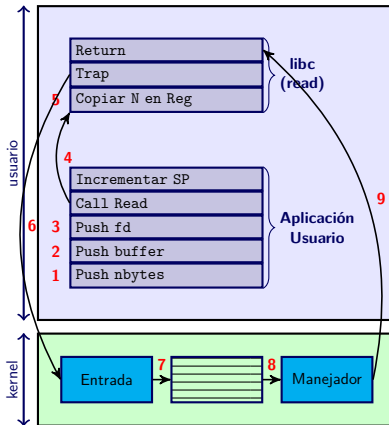 usuario
Return
Trap
5 Copiar N en Reg
libc
(read)
4
Incrementar SP
Call Read
3 Push fd
2 Push buffer
1 Push nbytes
Aplicación
Usuario
6
9
kernel
Entrada
7
8
Manejador